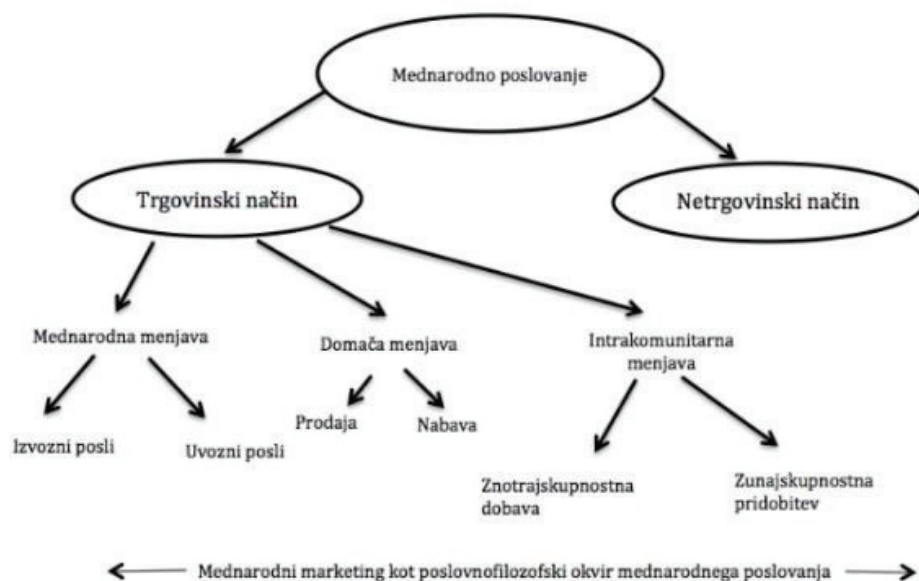 Mednarodno poslovanje
Trgovinski način
Netrgovinski način
Mednarodna menjava
Domača menjava
Intrakomunitarna
menjava
Izvozni posli
Uvozni posli
Prodaja
Nabava
Znotrajskupnostna
dobava
Zunajskupnostna
pridobitev
Mednarodni marketing kot poslovnofilozofski okvir mednarodnega poslovanja